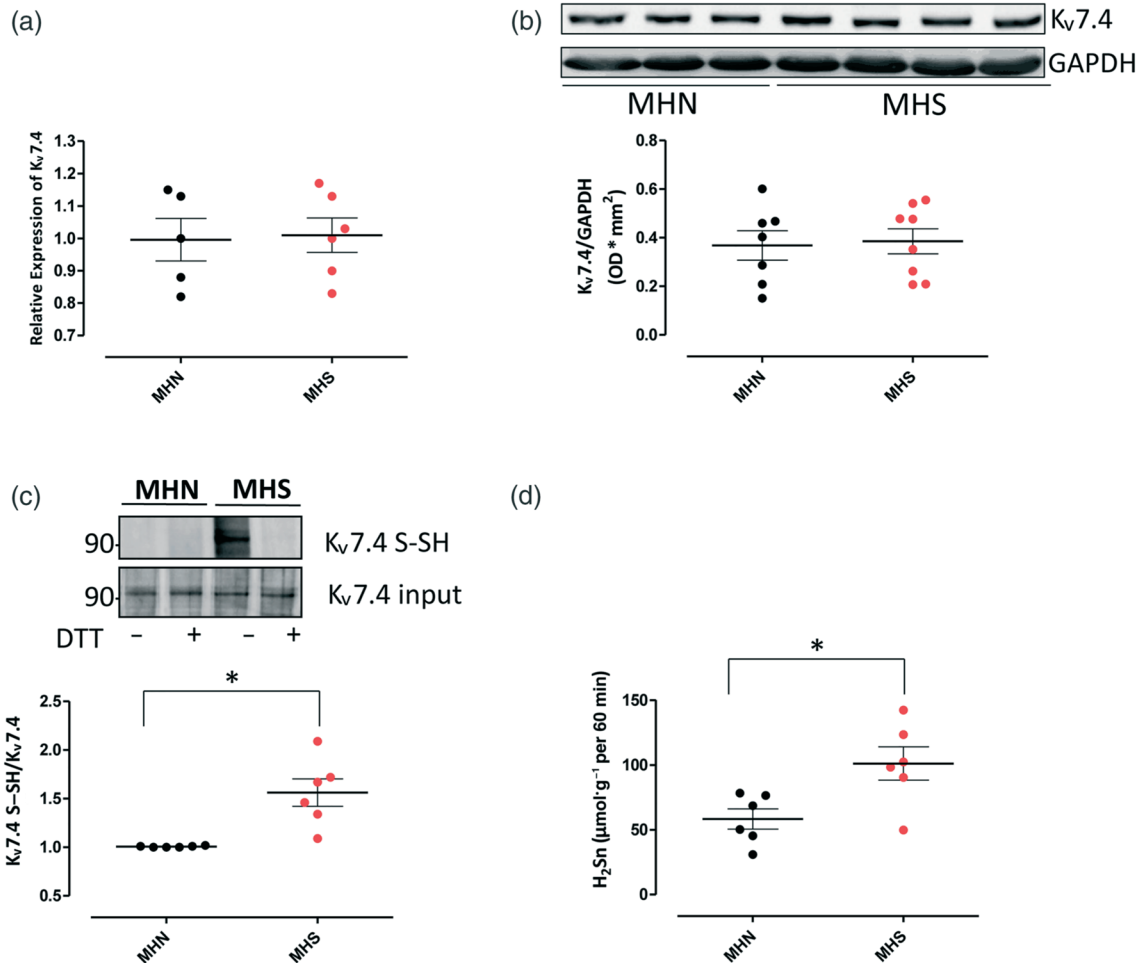 (a)
Relative Expression of Kᵥ7.4
1.3
1.2
1.1
1.0
0.9
0.8
0.7
MHN
MHS
(b)
Kᵥ7.4
GAPDH
MHN
MHS
Kᵥ7.4/GAPDH
(OD * mm²)
0.8
0.6
0.4
0.2
0.0
MHN
MHS
(c)
MHN
MHS
90
Kᵥ7.4 S-SH
90
Kᵥ7.4 input
DTT − + − +
*
Kᵥ7.4 S–SH/Kᵥ7.4
2.5
2.0
1.5
1.0
0.5
MHN
MHS
(d)
*
H₂Sn (µmol·g⁻¹ per 60 min)
150
100
50
0
MHN
MHS